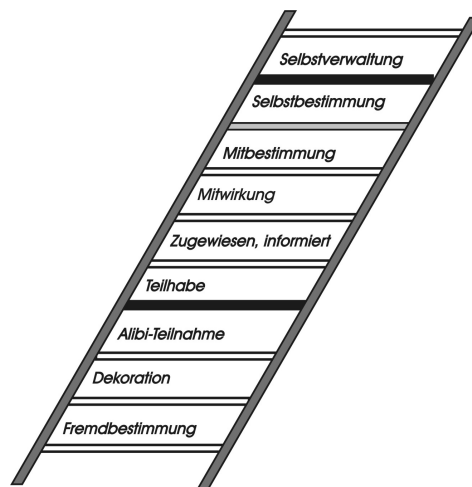 Selbstverwaltung
Selbstbestimmung
Mitbestimmung
Mitwirkung
Zugewiesen, informiert
Teilhabe
Alibi-Teilnahme
Dekoration
Fremdbestimmung